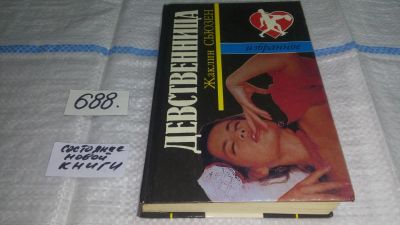 688.
состояние
новой
книги
ДЕВСТВЕННИЦА
Жаклин СЬЮЗЕН
избранное